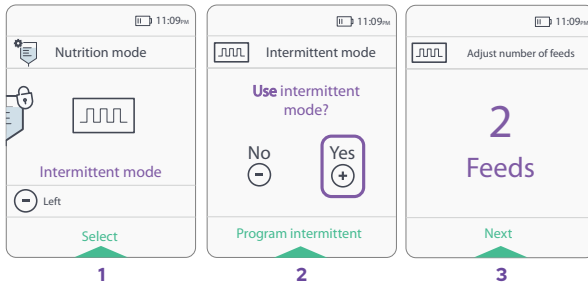 11:09PM
Nutrition mode
Intermittent mode
Left
Select
1
11:09PM
Intermittent mode
Use intermittent
mode?
No
Yes
Program intermittent
2
11:09PM
Adjust number of feeds
2
Feeds
Next
3